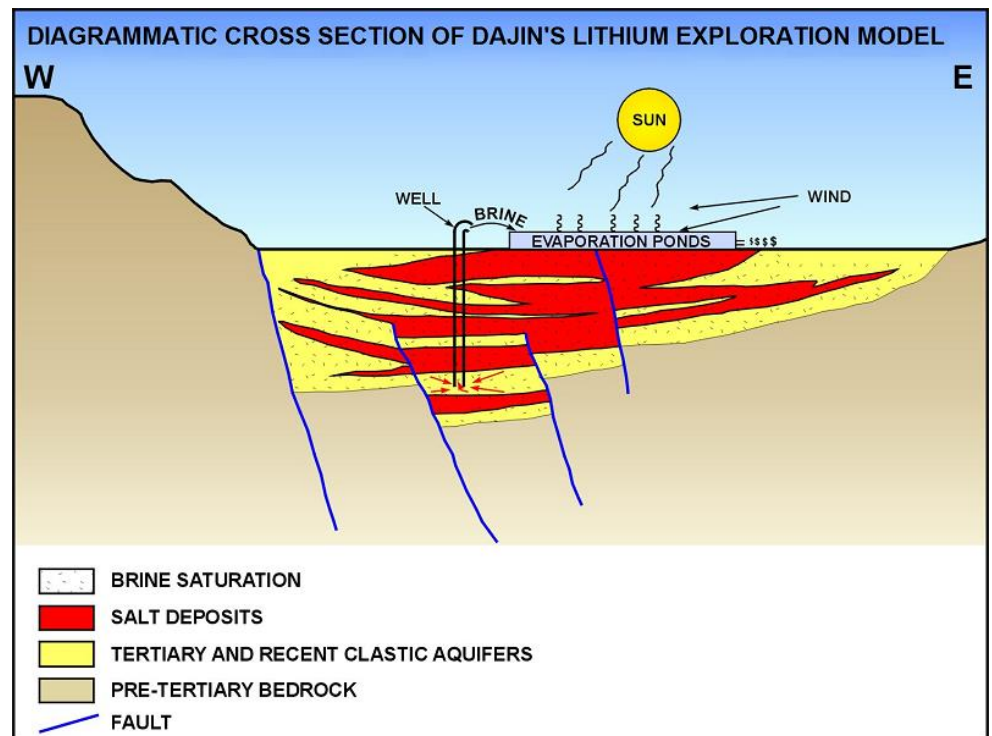 DIAGRAMMATIC CROSS SECTION OF DAJIN'S LITHIUM EXPLORATION MODEL
W
E
SUN
WELL
BRINE
WIND
EVAPORATION PONDS
= $$$$
BRINE SATURATION
SALT DEPOSITS
TERTIARY AND RECENT CLASTIC AQUIFERS
PRE-TERTIARY BEDROCK
FAULT